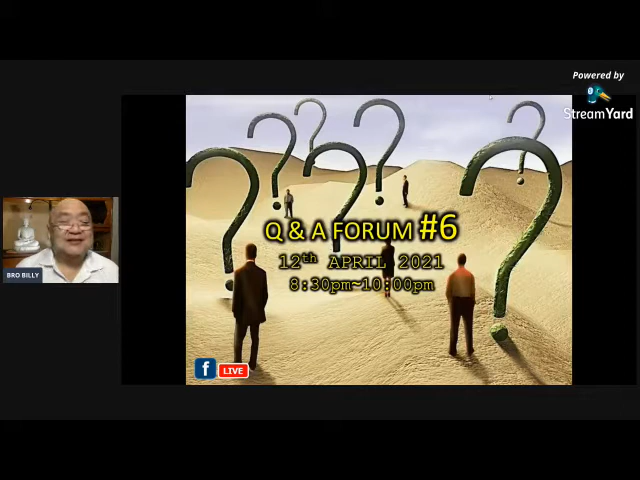 Powered by
StreamYard
Q & A FORUM #6
12th APRIL 2021
8:30pm~10:00pm
BRO BILLY
f LIVE